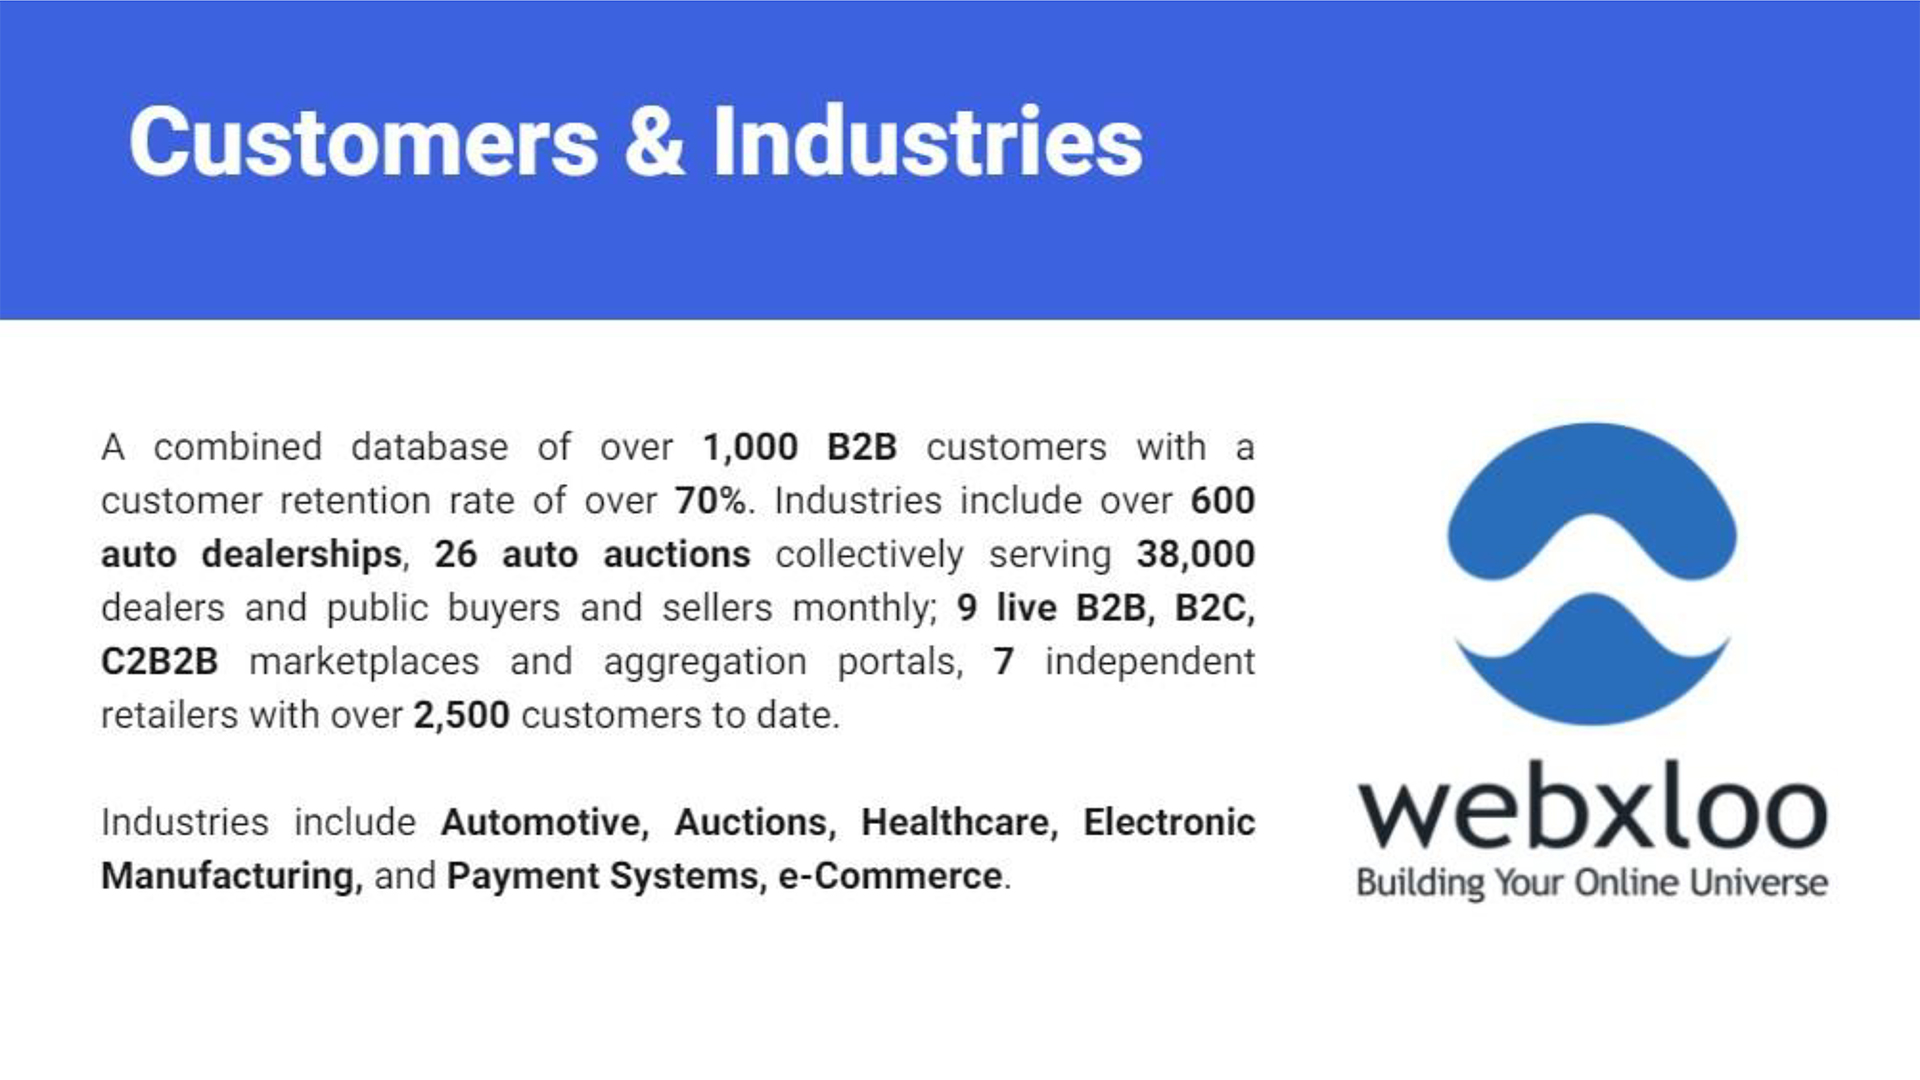 Customers & Industries
A combined database of over 1,000 B2B customers with a
customer retention rate of over 70%. Industries include over 600
auto dealerships, 26 auto auctions collectively serving 38,000
dealers and public buyers and sellers monthly; 9 live B2B, B2C,
C2B2B marketplaces and aggregation portals, 7 independent
retailers with over 2,500 customers to date.
Industries include Automotive, Auctions, Healthcare, Electronic
Manufacturing, and Payment Systems, e-Commerce.
webxloo
Building Your Online Universe